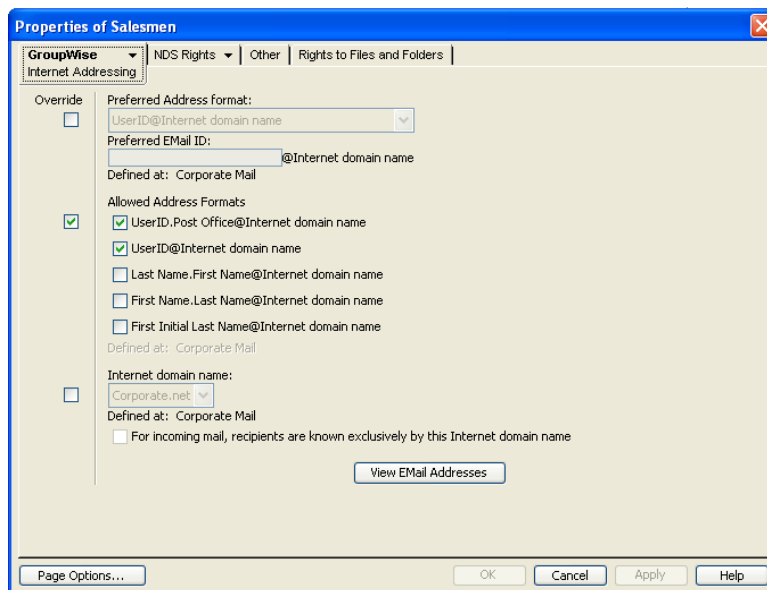 Properties of Salesmen
GroupWise NDS Rights Other Rights to Files and Folders
Internet Addressing
Override Preferred Address format:
UserID@Internet domain name
Preferred EMail ID:
@Internet domain name
Defined at: Corporate Mail
Allowed Address Formats
UserID.Post Office@Internet domain name
UserID@Internet domain name
Last Name.First Name@Internet domain name
First Name.Last Name@Internet domain name
First Initial Last Name@Internet domain name
Defined at: Corporate Mail
Internet domain name:
Corporate.net
Defined at: Corporate Mail
For incoming mail, recipients are known exclusively by this Internet domain name
View EMail Addresses
Page Options... OK Cancel Apply Help